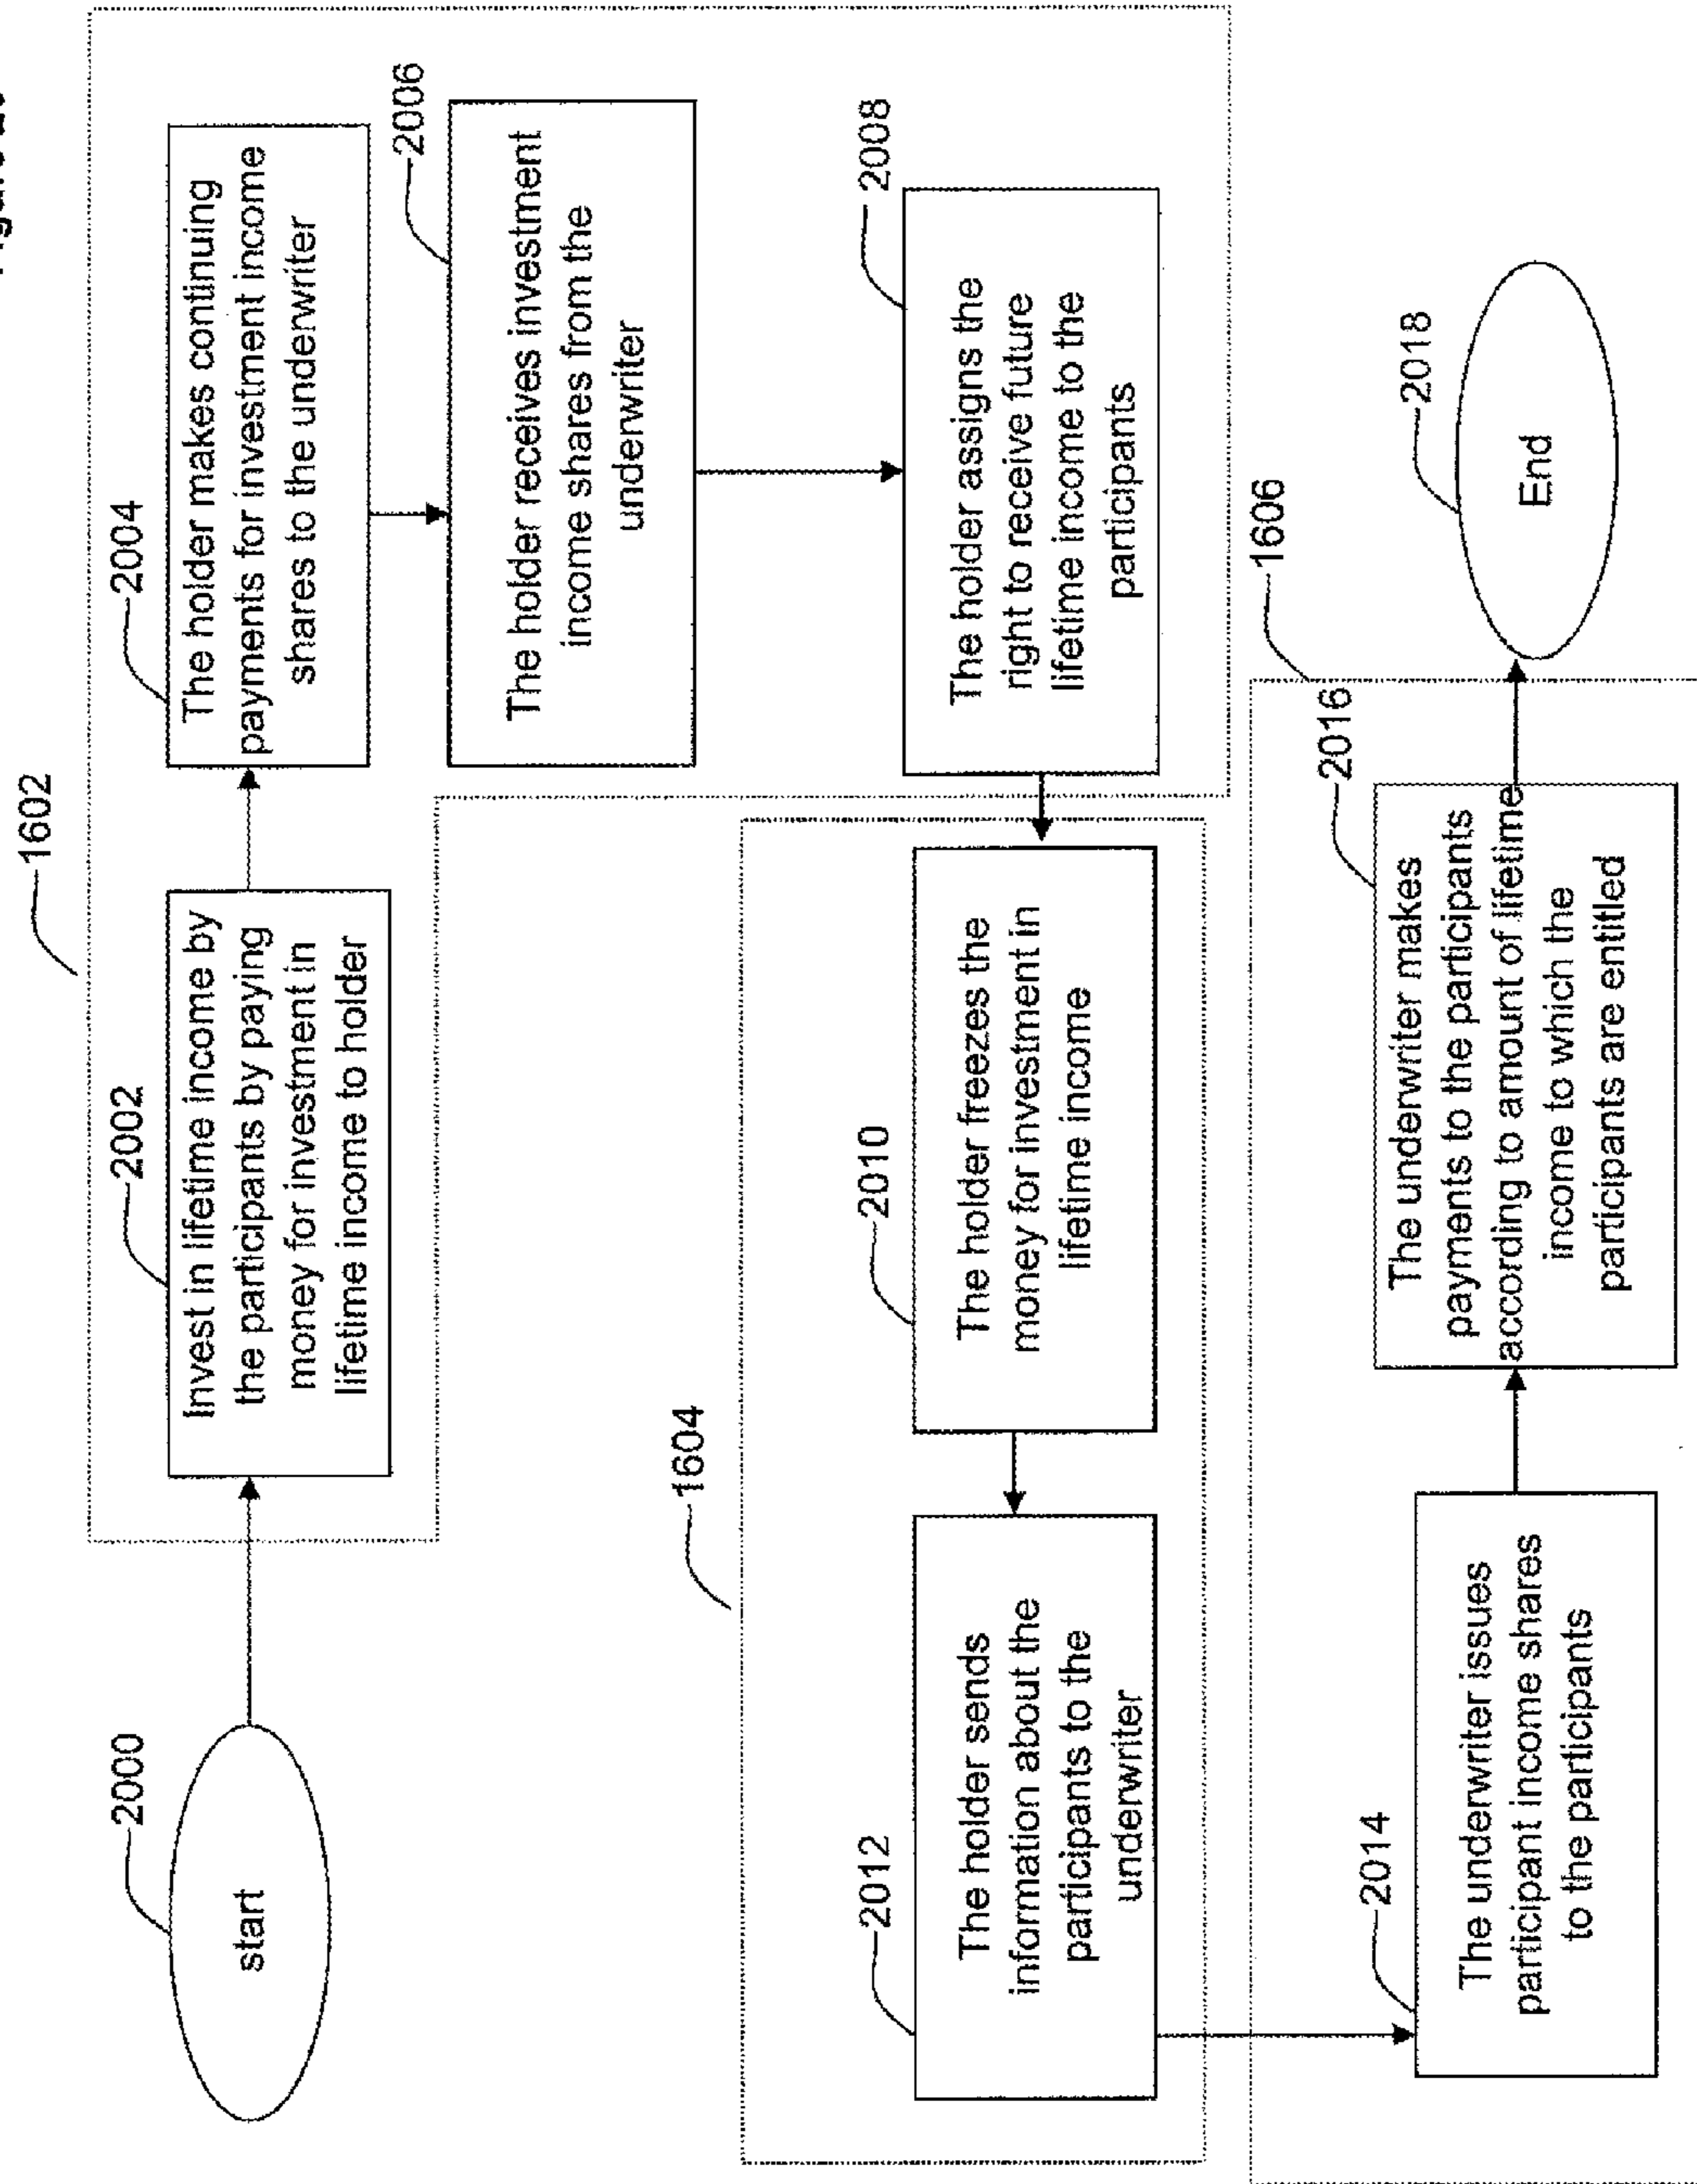 1602
2000
start
2002
Invest in lifetime income by
the participants by paying
money for investment in
lifetime income to holder
2004
The holder makes continuing
payments for investment income
shares to the underwriter
2006
The holder receives investment
income shares from the
underwriter
2008
The holder assigns the
right to receive future
lifetime income to the
participants
1604
2010
The holder freezes the
money for investment in
lifetime income
2012
The holder sends
information about the
participants to the
underwriter
1606
2014
The underwriter issues
participant income shares
to the participants
2016
The underwriter makes
payments to the participants
according to amount of lifetime
income to which the
participants are entitled
2018
End